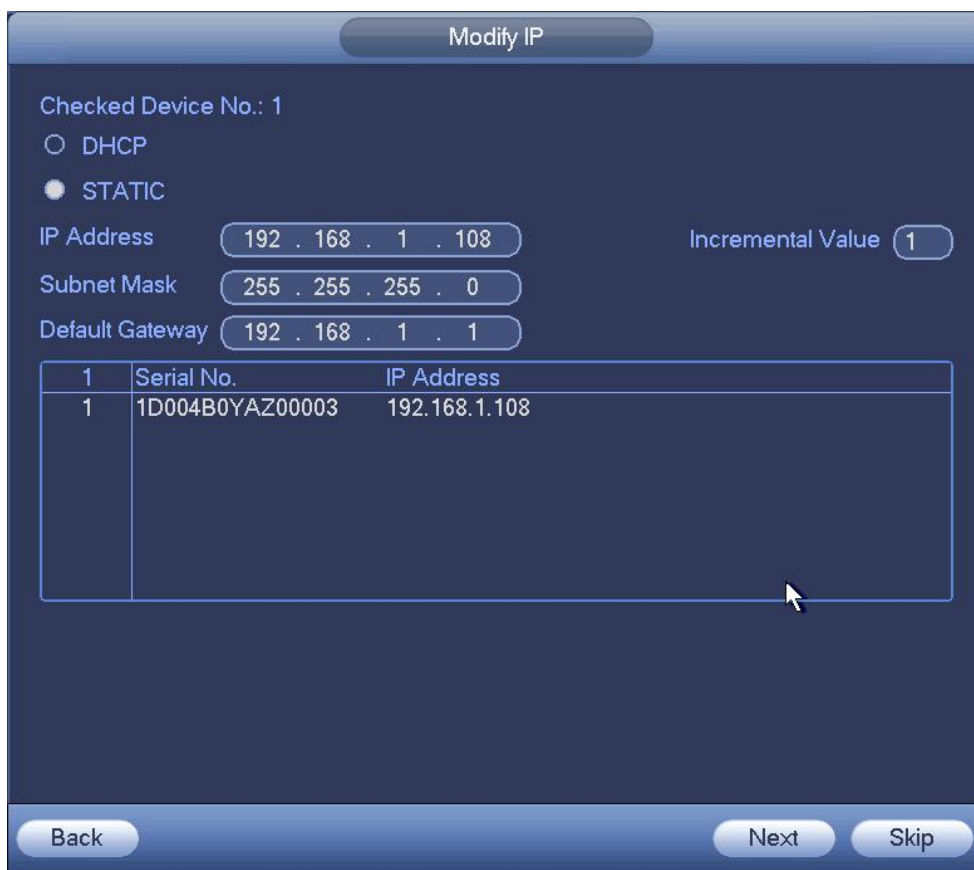 Modify IP
Checked Device No.: 1
DHCP
STATIC
IP Address 192 . 168 . 1 . 108 Incremental Value 1
Subnet Mask 255 . 255 . 255 . 0
Default Gateway 192 . 168 . 1 . 1
1 Serial No. IP Address
1 1D004B0YAZ00003 192.168.1.108
Back Next Skip